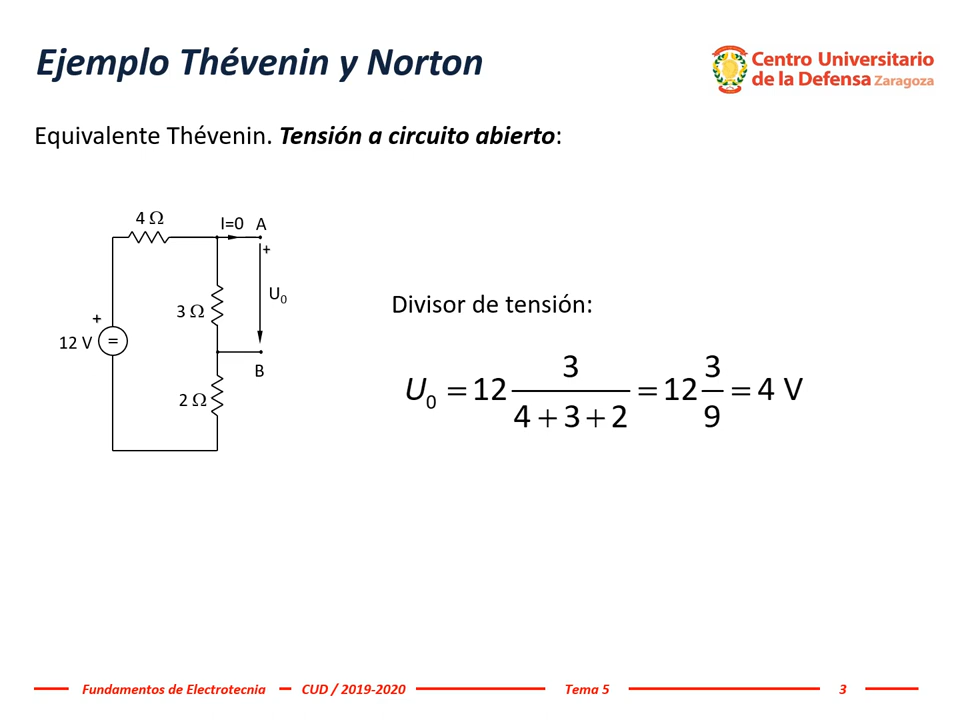 Ejemplo Thévenin y Norton
Centro Universitario
de la Defensa Zaragoza
Equivalente Thévenin. Tensión a circuito abierto:
4 Ω
I=0 A
+
U₀
3 Ω
+
12 V =
B
2 Ω
Divisor de tensión:
U₀ = 12 3/(4+3+2) = 12 3/9 = 4 V
Fundamentos de Electrotecnia CUD / 2019-2020 Tema 5 3